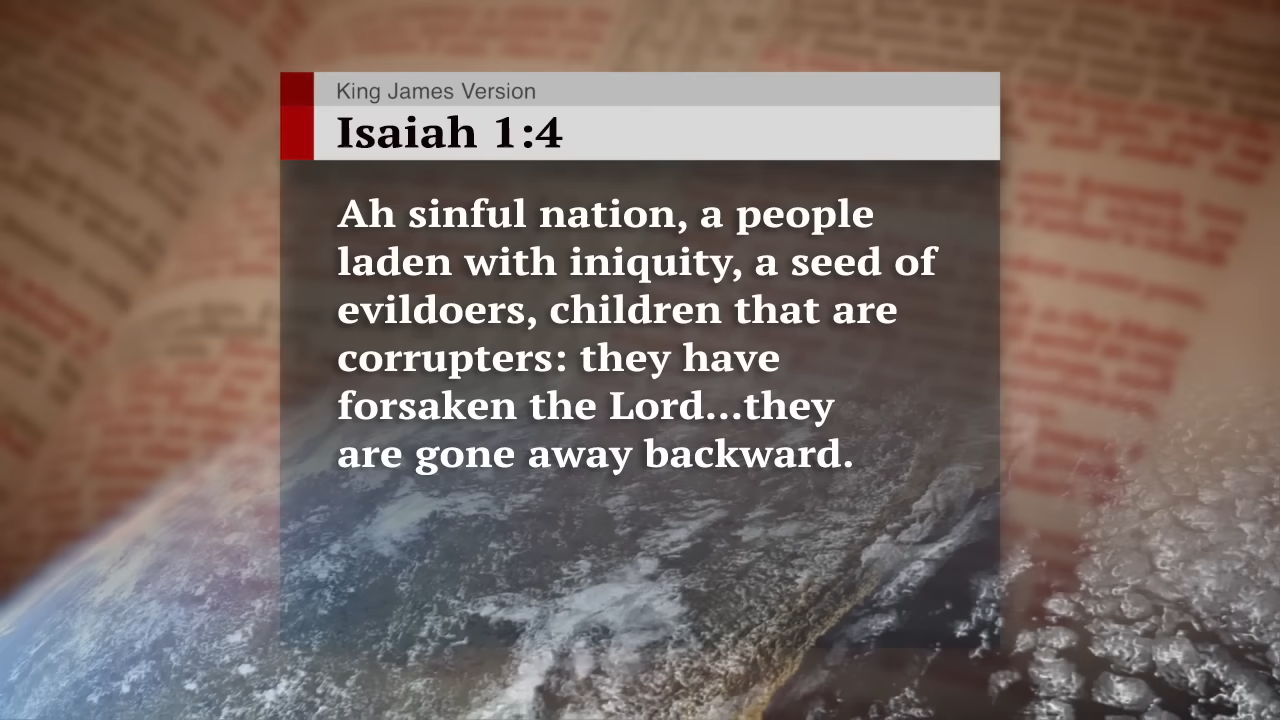 King James Version
Isaiah 1:4
Ah sinful nation, a people
laden with iniquity, a seed of
evildoers, children that are
corrupters: they have
forsaken the Lord...they
are gone away backward.